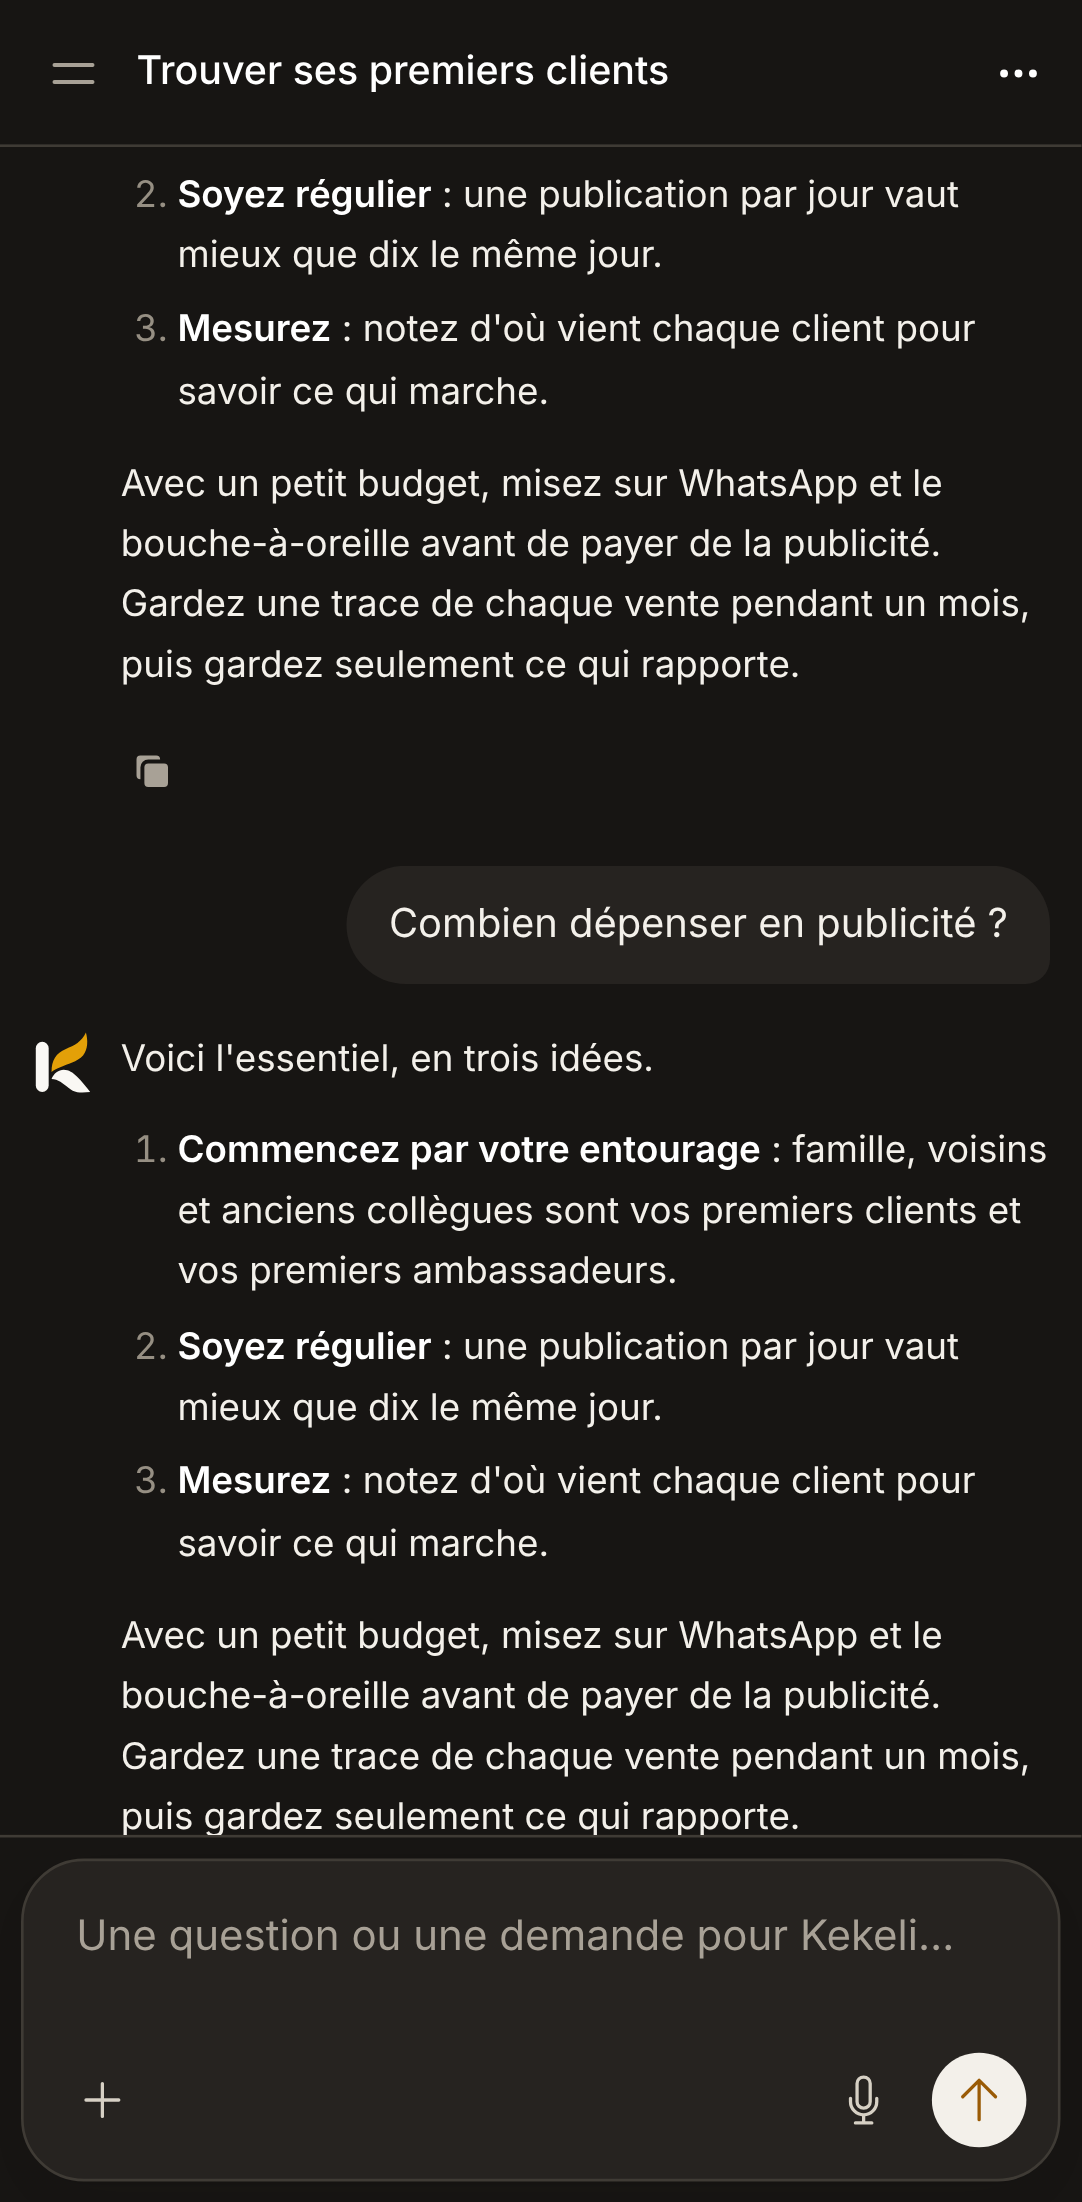 Trouver ses premiers clients
2. Soyez régulier : une publication par jour vaut
mieux que dix le même jour.
3. Mesurez : notez d'où vient chaque client pour
savoir ce qui marche.
Avec un petit budget, misez sur WhatsApp et le
bouche-à-oreille avant de payer de la publicité.
Gardez une trace de chaque vente pendant un mois,
puis gardez seulement ce qui rapporte.
Combien dépenser en publicité ?
Voici l'essentiel, en trois idées.
1. Commencez par votre entourage : famille, voisins
et anciens collègues sont vos premiers clients et
vos premiers ambassadeurs.
2. Soyez régulier : une publication par jour vaut
mieux que dix le même jour.
3. Mesurez : notez d'où vient chaque client pour
savoir ce qui marche.
Avec un petit budget, misez sur WhatsApp et le
bouche-à-oreille avant de payer de la publicité.
Gardez une trace de chaque vente pendant un mois,
puis gardez seulement ce qui rapporte.
Une question ou une demande pour Kekeli...